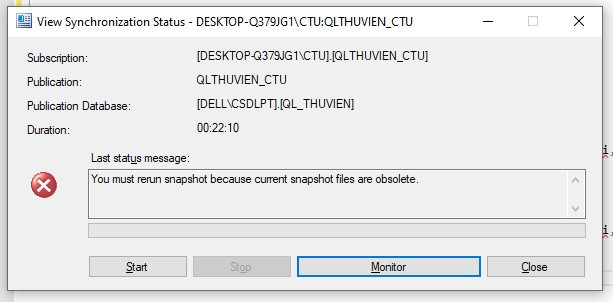 View Synchronization Status - DESKTOP-Q379JG1\CTU:QLTHUVIEN_CTU
Subscription: [DESKTOP-Q379JG1\CTU].[QLTHUVIEN_CTU]
Publication: QLTHUVIEN_CTU
Publication Database: [DELL\CSDLPT].[QL_THUVIEN]
Duration: 00:22:10
Last status message:
You must rerun snapshot because current snapshot files are obsolete.
i,
i,
Start Stop Monitor Close